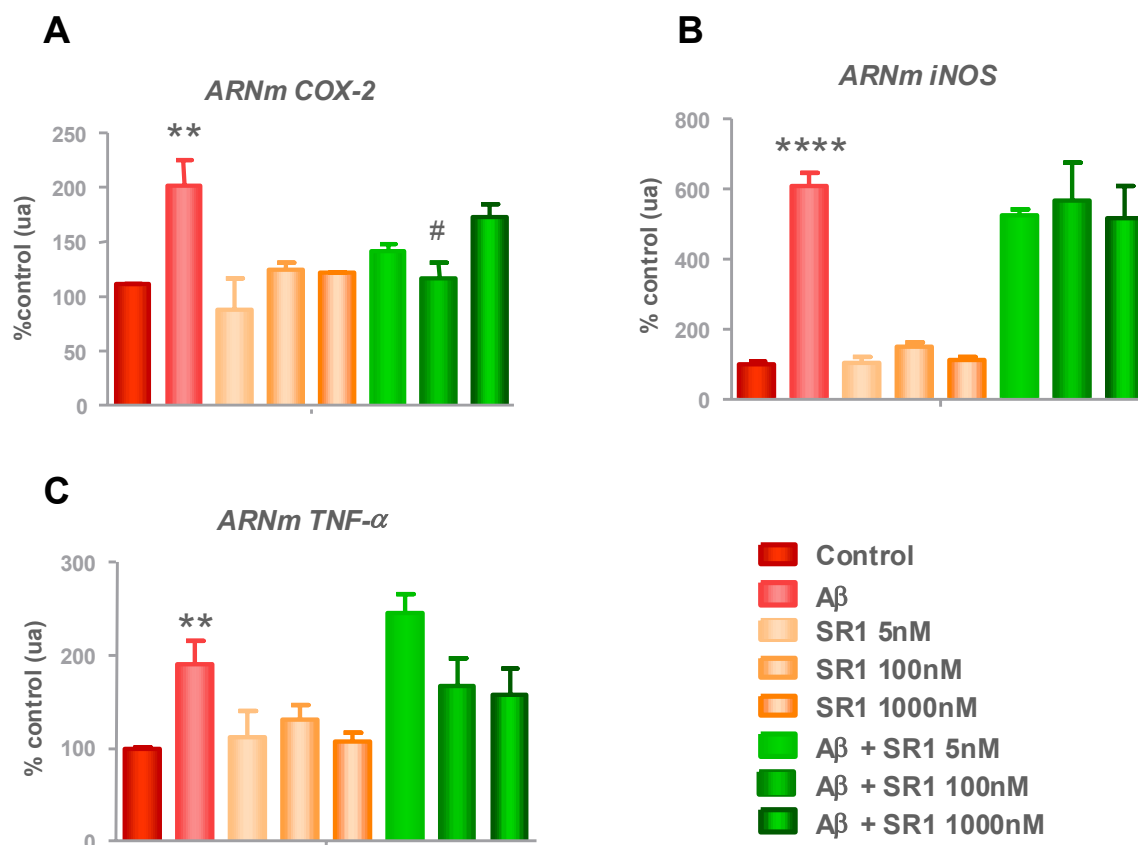 A
ARNm COX-2
%control (ua)
250
200
150
100
50
0
**
#
B
ARNm iNOS
% control (ua)
800
600
400
200
0
****
C
ARNm TNF-α
% control (ua)
300
200
100
0
**
Control
Aβ
SR1 5nM
SR1 100nM
SR1 1000nM
Aβ + SR1 5nM
Aβ + SR1 100nM
Aβ + SR1 1000nM